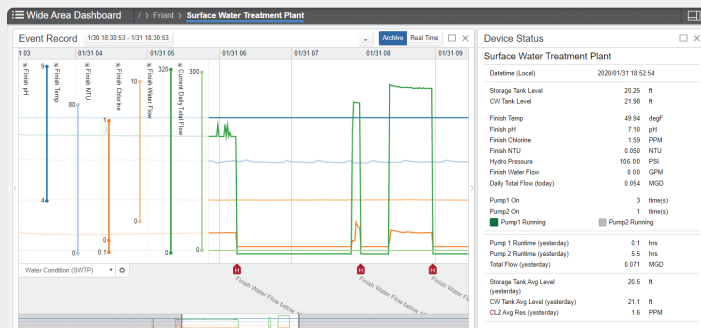 Wide Area Dashboard / > Friant > Surface Water Treatment Plant
Event Record 1/30 18:30:53 - 1/31 18:30:53 Archive Real Time
1 03 01/31 04 01/31 05 01/31 06 01/31 07 01/31 08 01/31 09
Finish pH
9
4
Finish Temp
80
0
Finish NTU
1
0.1
Finish Chlorine
10
0
Finish Water Flow
320
0
Current Daily Total Flow
300
0
0
Water Condition (SWTP)
H
H
H
Finish Water Flow below
Finish Water Flow below
Finish Water Fl
Device Status
Surface Water Treatment Plant
Datetime (Local) 2020/01/31 18:52:54
Storage Tank Level 20.25 ft
CW Tank Level 21.98 ft
Finish Temp 49.94 degF
Finish pH 7.10 pH
Finish Chlorine 1.59 PPM
Finish NTU 0.050 NTU
Hydro Pressure 106.00 PSI
Finish Water Flow 0.00 GPM
Daily Total Flow (today) 0.054 MGD
Pump1 On 3 time(s)
Pump2 On 1 time(s)
Pump1 Running Pump2 Running
Pump 1 Runtime (yesterday) 0.1 hrs
Pump 2 Runtime (yesterday) 5.5 hrs
Total Flow (yesterday) 0.071 MGD
Storage Tank Avg Level 20.5 ft
(yesterday)
CW Tank Avg Level (yesterday) 21.1 ft
CL2 Avg Res (yesterday) 1.6 PPM